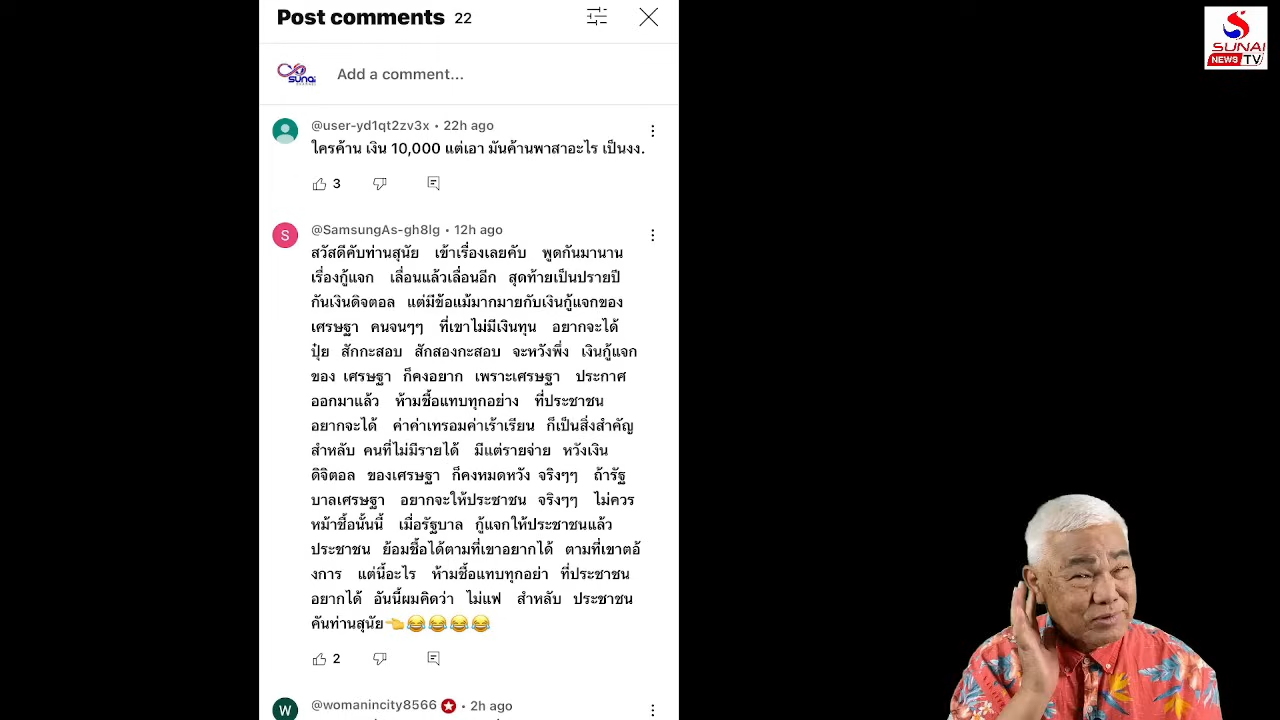 Post comments 22
SUNAI
NEWS TV
sunai
Add a comment...
@user-yd1qt2zv3x • 22h ago
ใครค้าน เงิน 10,000 แต่เอา มันค้านพาสาอะไร เป็นงง.
3
S
@SamsungAs-gh8lg • 12h ago
สวัสดีคับท่านสุนัย เข้าเรื่องเลยคับ พูดกันมานาน
เรื่องกู้แจก เลื่อนแล้วเลื่อนอีก สุดท้ายเป็นปรายปี
กันเงินดิจตอล แต่มีข้อแม้มากมายกับเงินกู้แจกของ
เศรษฐา คนจนๆๆ ที่เขาไม่มีเงินทุน อยากจะได้
ปุ๋ย สักกะสอบ สักสองกะสอบ จะหวังพึ่ง เงินกู้แจก
ของ เศรษฐา ก็คงอยาก เพราะเศรษฐา ประกาศ
ออกมาแล้ว ห้ามชื้อแทบทุกอย่าง ที่ประชาชน
อยากจะได้ ค่าค่าเทรอมค่าเร้าเรียน ก็เป็นสิ่งสำคัญ
สำหลับ คนที่ไม่มีรายได้ มีแต่รายจ่าย หวังเงิน
ดิจิตอล ของเศรษฐา ก็คงหมดหวัง จริงๆๆ ถ้ารัฐ
บาลเศรษฐา อยากจะให้ประชาชน จริงๆๆ ไม่ควร
หม้าชื้อนั้นนี้ เมื่อรัฐบาล กู้แจกให้ประชาชนแล้ว
ประชาชน ย้อมชื้อได้ตามที่เขาอยากได้ ตามที่เขาตอ้
งการ แต่นี้อะไร ห้ามชื้อแทบทุกอย่า ที่ประชาชน
อยากได้ อันนี้ผมคิดว่า ไม่แฟ สำหลับ ประชาชน
คันท่านสุนัย👈😂😂😂😂
2
W
@womanincity8566 • 2h ago